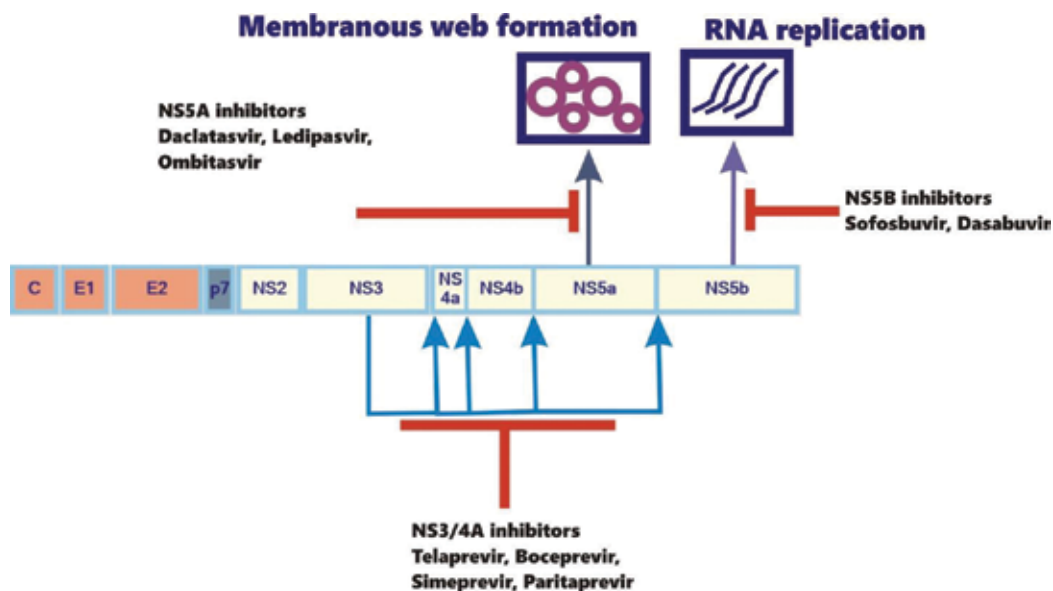 Membranous web formation
RNA replication
NS5A inhibitors
Daclatasvir, Ledipasvir,
Ombitasvir
NS5B inhibitors
Sofosbuvir, Dasabuvir
C
E1
E2
p7
NS2
NS3
NS
4a
NS4b
NS5a
NS5b
NS3/4A inhibitors
Telaprevir, Boceprevir,
Simeprevir, Paritaprevir